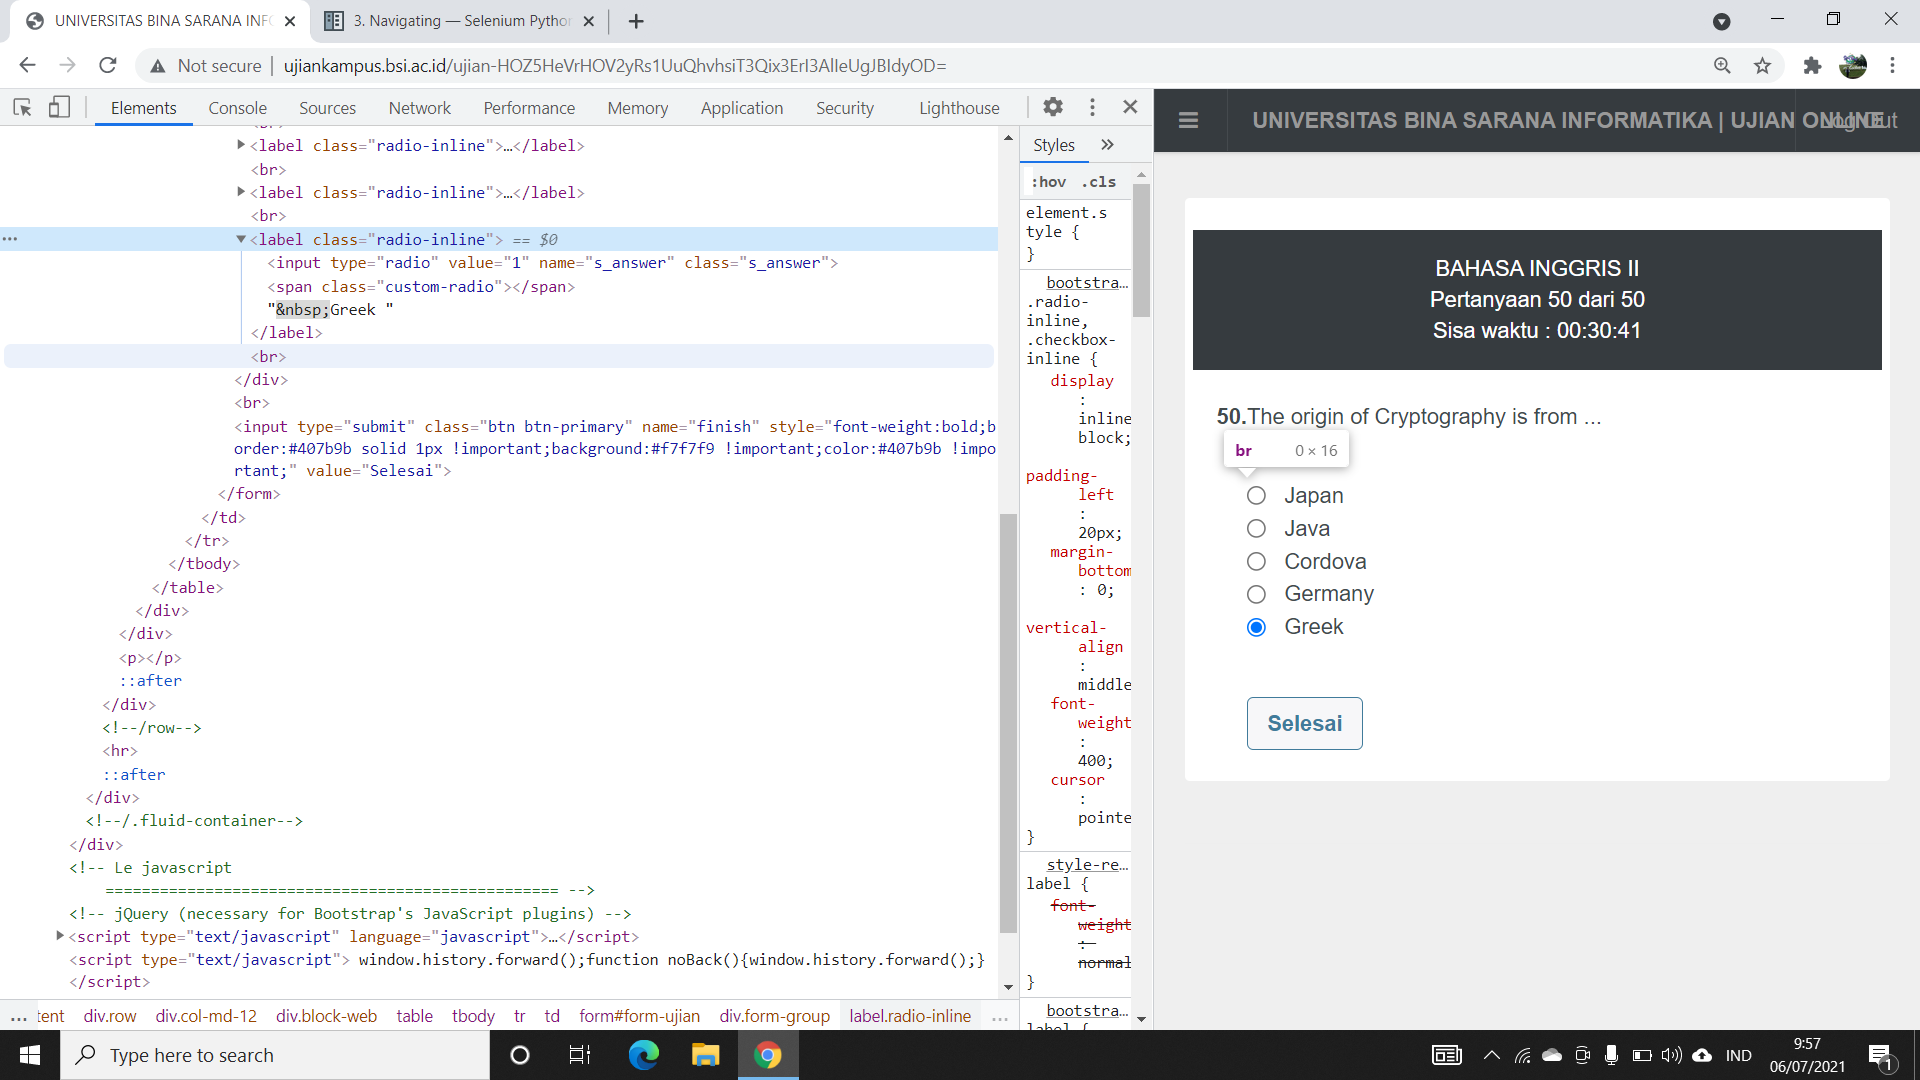 UNIVERSITAS BINA SARANA INFO
3. Navigating — Selenium Python
Not secure
ujiankampus.bsi.ac.id/ujian-HOZ5HeVrHOV2yRs1UuQhvhsiT3Qix3ErI3AlIeUgJBIdyOD=
Elements Console Sources Network Performance Memory Application Security Lighthouse
<label class="radio-inline">…</label>
<br>
<label class="radio-inline">…</label>
<br>
<label class="radio-inline"> == $0
<input type="radio" value="1" name="s_answer" class="s_answer">
<span class="custom-radio"></span>
"&nbsp;Greek "
</label>
<br>
</div>
<br>
<input type="submit" class="btn btn-primary" name="finish" style="font-weight:bold;b
order:#407b9b solid 1px !important;background:#f7f7f9 !important;color:#407b9b !impo
rtant;" value="Selesai">
</form>
</td>
</tr>
</tbody>
</table>
</div>
</div>
<p></p>
::after
</div>
<!--/row-->
<hr>
::after
</div>
<!--/.fluid-container-->
</div>
<!-- Le javascript
================================================== -->
<!-- jQuery (necessary for Bootstrap's JavaScript plugins) -->
<script type="text/javascript" language="javascript">…</script>
<script type="text/javascript"> window.history.forward();function noBack(){window.history.forward();}
</script>
... tent div.row div.col-md-12 div.block-web table tbody tr td form#form-ujian div.form-group label.radio-inline ...
Styles
:hov .cls
element.s
tyle {
}
bootstra…
.radio-
inline,
.checkbox-
inline {
display
:
inline
block;
padding-
left
:
20px;
margin-
bottom
: 0;
vertical-
align
:
middle
font-
weight
:
400;
cursor
:
pointe
}
style-re…
label {
font-
weight
:
normal
}
bootstra…
label {
UNIVERSITAS BINA SARANA INFORMATIKA | UJIAN ONLINE
Log Out
BAHASA INGGRIS II
Pertanyaan 50 dari 50
Sisa waktu : 00:30:41
50.The origin of Cryptography is from ...
br 0 × 16
Japan
Java
Cordova
Germany
Greek
Selesai
Type here to search
IND
9:57
06/07/2021
1